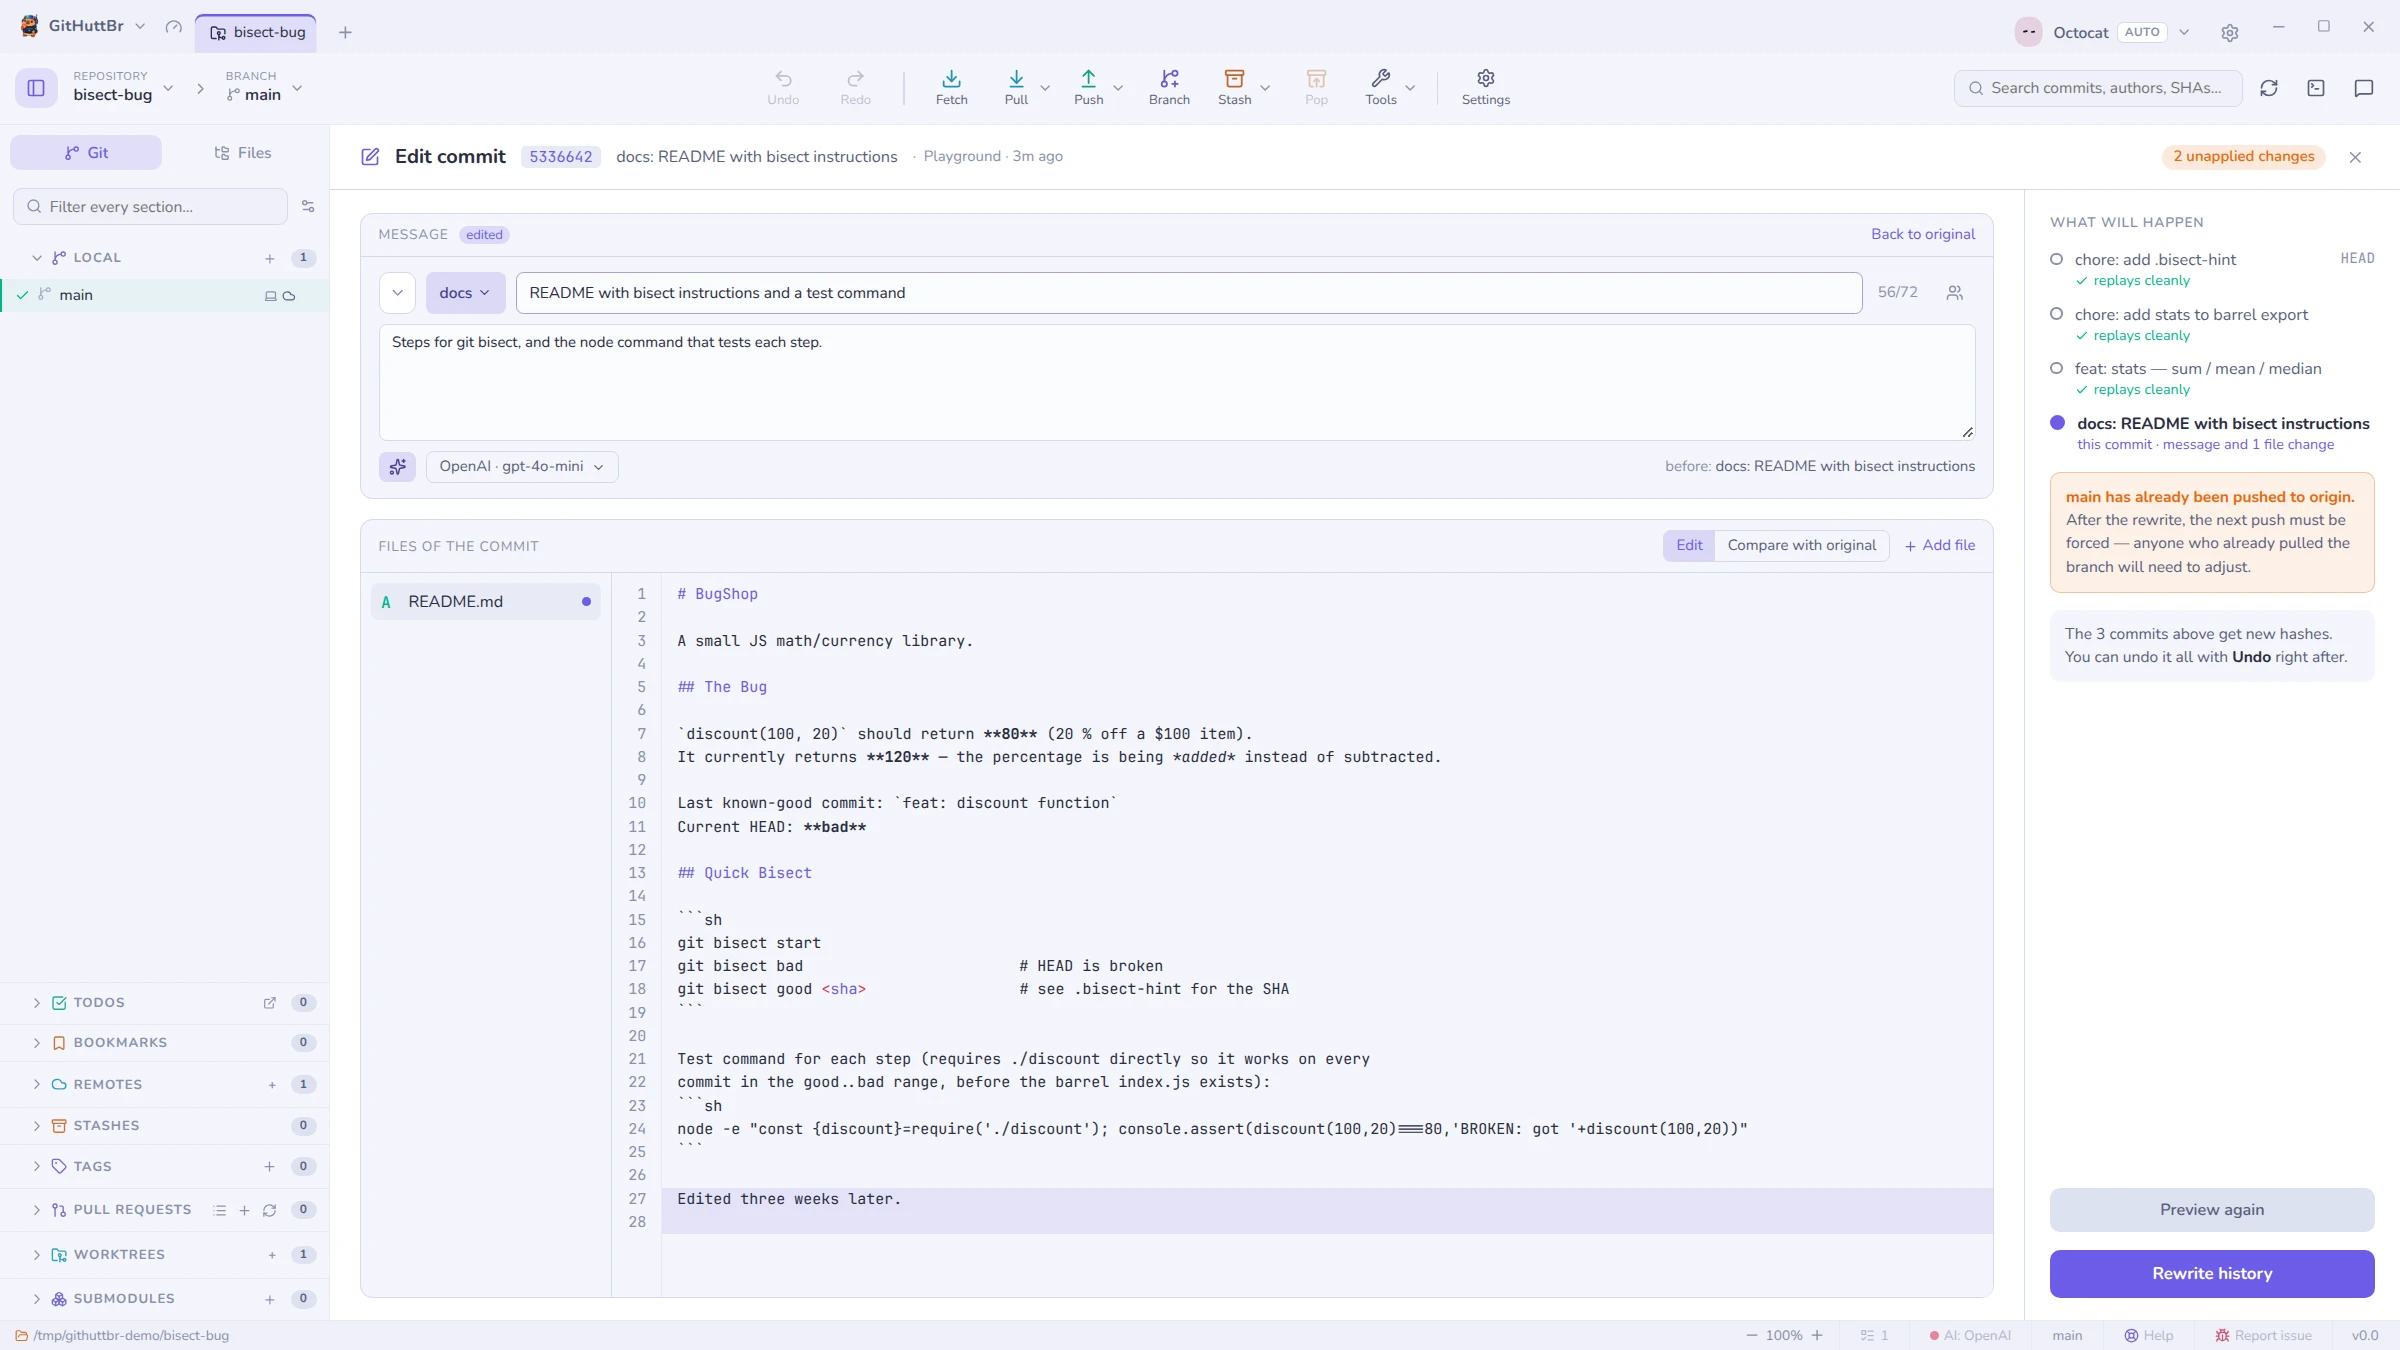 GitHuttBr
bisect-bug
Octocat AUTO
REPOSITORY
bisect-bug
BRANCH
main
Undo
Redo
Fetch
Pull
Push
Branch
Stash
Pop
Tools
Settings
Search commits, authors, SHAs...
Git
Files
Filter every section...
LOCAL 1
main
TODOS 0
BOOKMARKS 0
REMOTES 1
STASHES 0
TAGS 0
PULL REQUESTS 0
WORKTREES 1
SUBMODULES 0
Edit commit 5336642 docs: README with bisect instructions · Playground · 3m ago
2 unapplied changes
MESSAGE edited
Back to original
docs
README with bisect instructions and a test command
56/72
Steps for git bisect, and the node command that tests each step.
OpenAI · gpt-4o-mini
before: docs: README with bisect instructions
FILES OF THE COMMIT
Edit
Compare with original
Add file
A README.md
1 # BugShop
2
3 A small JS math/currency library.
4
5 ## The Bug
6
7 `discount(100, 20)` should return **80** (20 % off a $100 item).
8 It currently returns **120** — the percentage is being *added* instead of subtracted.
9
10 Last known-good commit: `feat: discount function`
11 Current HEAD: **bad**
12
13 ## Quick Bisect
14
15 ```sh
16 git bisect start
17 git bisect bad # HEAD is broken
18 git bisect good <sha> # see .bisect-hint for the SHA
19 ```
20
21 Test command for each step (requires ./discount directly so it works on every
22 commit in the good..bad range, before the barrel index.js exists):
23 ```sh
24 node -e "const {discount}=require('./discount'); console.assert(discount(100,20)===80,'BROKEN: got '+discount(100,20))"
25 ```
26
27 Edited three weeks later.
28
WHAT WILL HAPPEN
chore: add .bisect-hint HEAD
replays cleanly
chore: add stats to barrel export
replays cleanly
feat: stats — sum / mean / median
replays cleanly
docs: README with bisect instructions
this commit · message and 1 file change
main has already been pushed to origin.
After the rewrite, the next push must be
forced — anyone who already pulled the
branch will need to adjust.
The 3 commits above get new hashes.
You can undo it all with Undo right after.
Preview again
Rewrite history
/tmp/githuttbr-demo/bisect-bug
100%
1
AI: OpenAI
main
Help
Report issue
v0.0